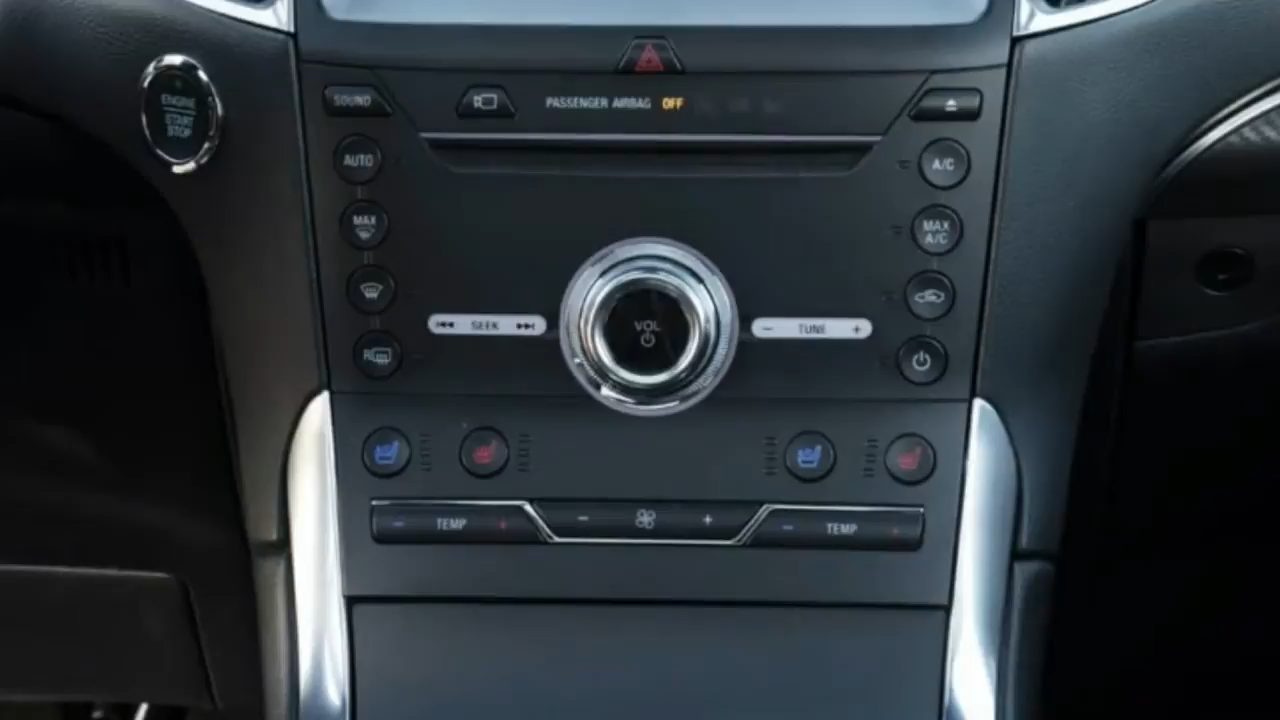 ENGINE
START
STOP
SOUND
PASSENGER AIRBAG OFF
AUTO
A/C
MAX
MAX
A/C
SEEK
VOL
- TUNE +
R
- TEMP +
- +
- TEMP +